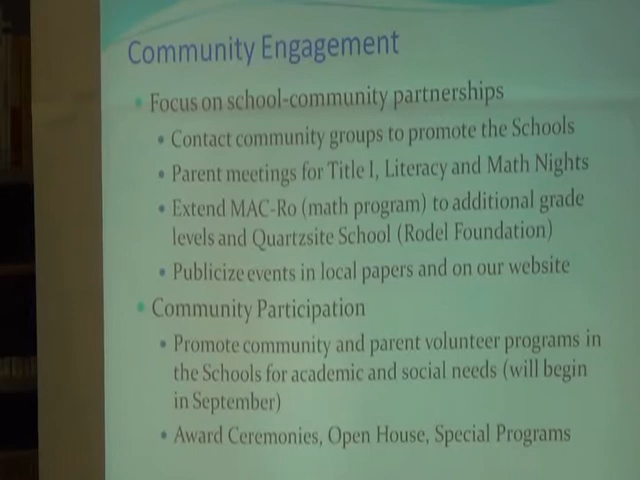 Community Engagement
• Focus on school-community partnerships
• Contact community groups to promote the Schools
• Parent meetings for Title I, Literacy and Math Nights
• Extend MAC-Ro (math program) to additional grade
levels and Quartzsite School (Rodel Foundation)
• Publicize events in local papers and on our website
• Community Participation
• Promote community and parent volunteer programs in
the Schools for academic and social needs (will begin
in September)
• Award Ceremonies, Open House, Special Programs